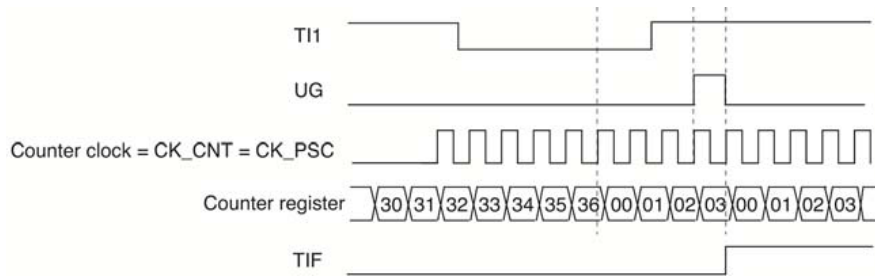 TI1
UG
Counter clock = CK_CNT = CK_PSC
Counter register 30 31 32 33 34 35 36 00 01 02 03 00 01 02 03
TIF